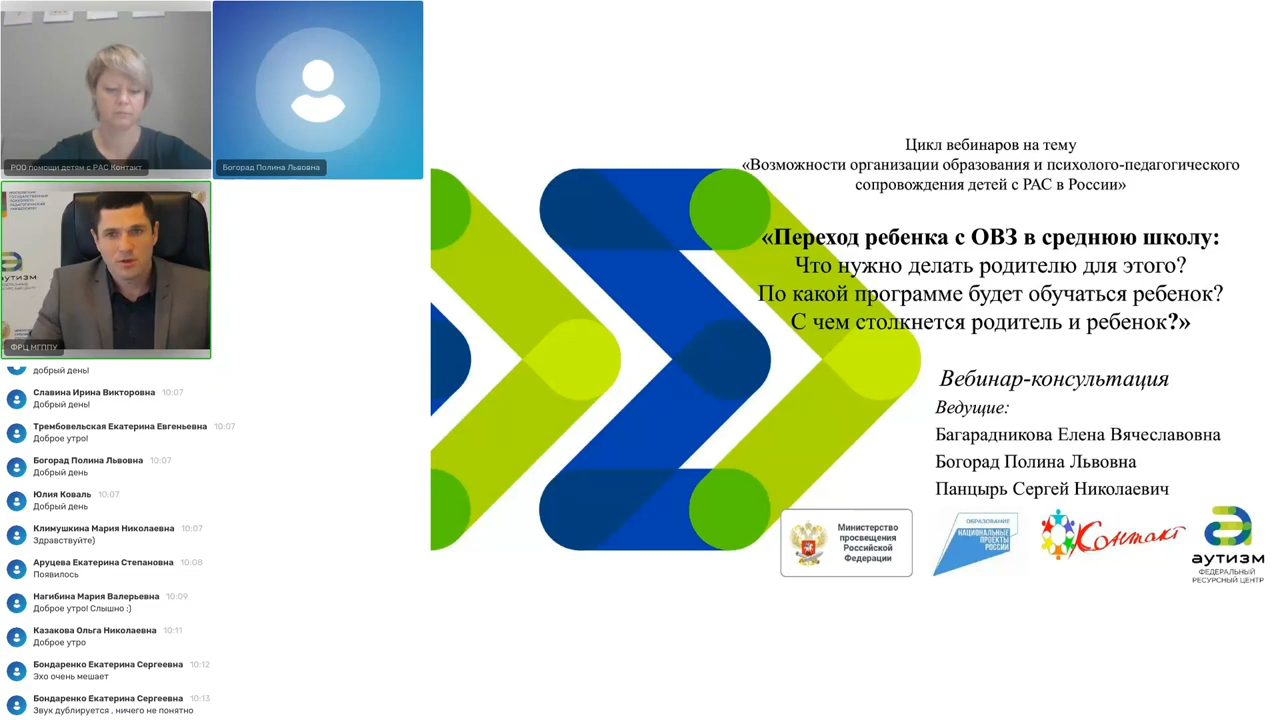 РОО помощи детям с РАС Контакт
Богорад Полина Львовна
МОСКОВСКИЙ
ГОСУДАРСТВЕННЫЙ
ПСИХОЛОГО-
ПЕДАГОГИЧЕСКИЙ
УНИВЕРСИТЕТ
аутизм
ФРЦ МГППУ
добрый день!
Славина Ирина Викторовна 10:07
Добрый день!
Трембовельская Екатерина Евгеньевна 10:07
Доброе утро!
Богорад Полина Львовна 10:07
Добрый день
Юлия Коваль 10:07
Добрый день
Климушкина Мария Николаевна 10:07
Здравствуйте)
Аруцева Екатерина Степановна 10:08
Появилось
Нагибина Мария Валерьевна 10:09
Доброе утро! Слышно :)
Казакова Ольга Николаевна 10:11
Доброе утро
Бондаренко Екатерина Сергеевна 10:12
Эхо очень мешает
Бондаренко Екатерина Сергеевна 10:13
Звук дублируется , ничего не понятно
Цикл вебинаров на тему
«Возможности организации образования и психолого-педагогического
сопровождения детей с РАС в России»
«Переход ребенка с ОВЗ в среднюю школу:
Что нужно делать родителю для этого?
По какой программе будет обучаться ребенок?
С чем столкнется родитель и ребенок?»
Вебинар-консультация
Ведущие:
Багарадникова Елена Вячеславовна
Богорад Полина Львовна
Панцырь Сергей Николаевич
Министерство
просвещения
Российской
Федерации
ОБРАЗОВАНИЕ
НАЦИОНАЛЬНЫЕ
ПРОЕКТЫ
РОССИИ
Контакт
аутизм
ФЕДЕРАЛЬНЫЙ
РЕСУРСНЫЙ ЦЕНТР